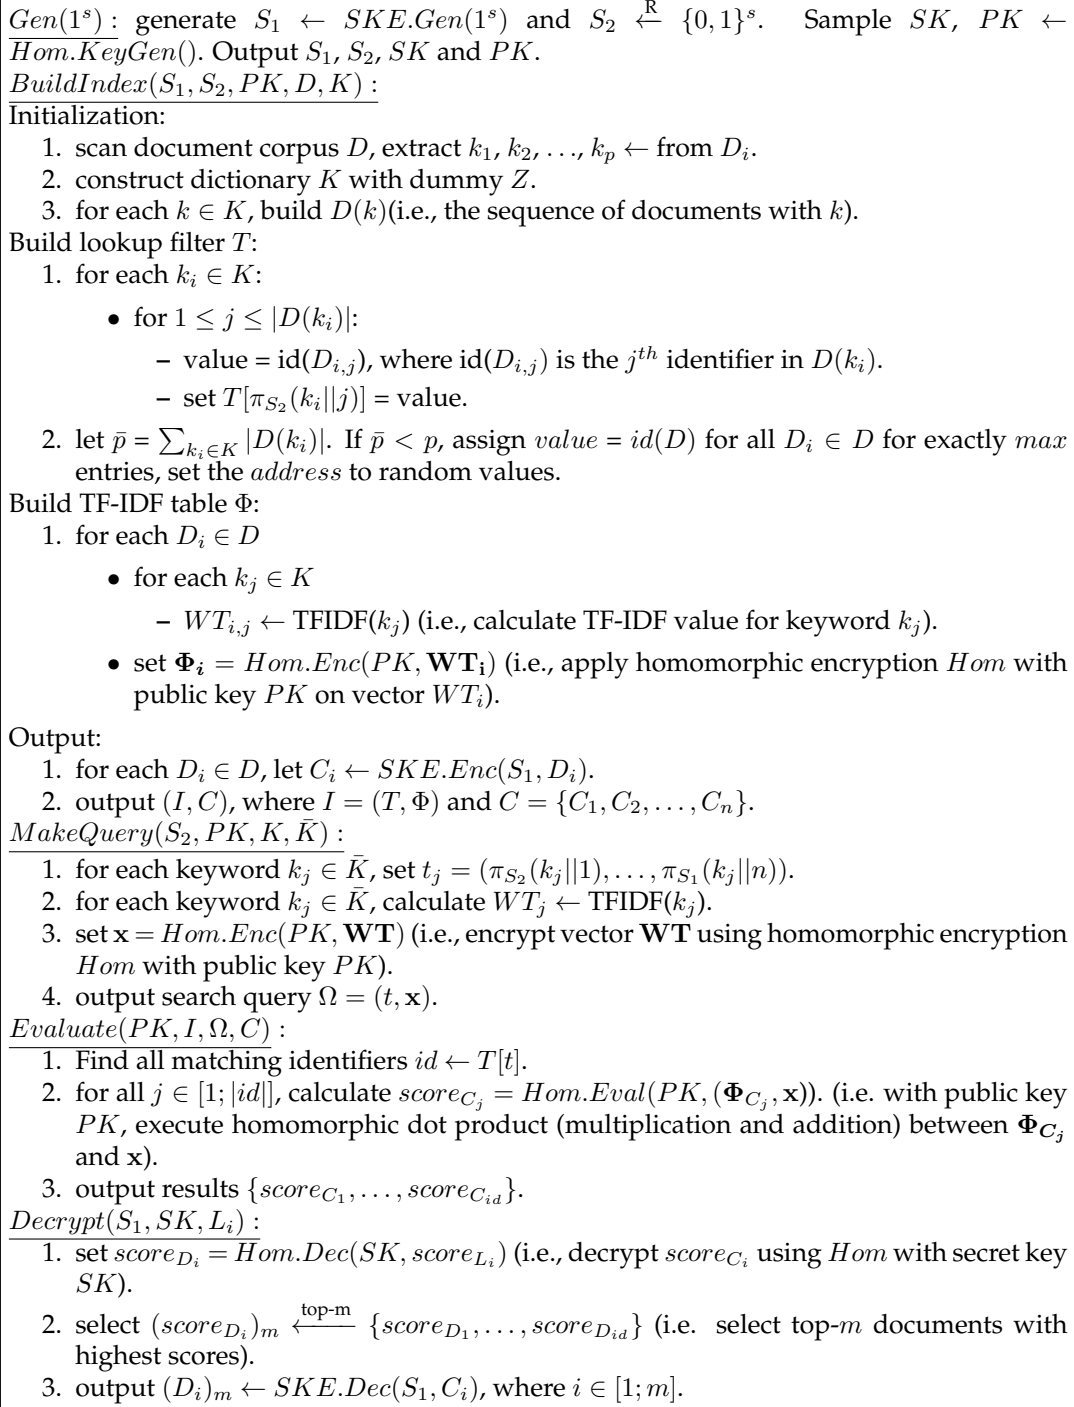 Gen(1^s) : generate S_1 ← SKE.Gen(1^s) and S_2 ←^R {0,1}^s. Sample SK, PK ←
Hom.KeyGen(). Output S_1, S_2, SK and PK.
BuildIndex(S_1, S_2, PK, D, K) :
Initialization:
1. scan document corpus D, extract k_1, k_2, ..., k_p ← from D_i.
2. construct dictionary K with dummy Z.
3. for each k ∈ K, build D(k)(i.e., the sequence of documents with k).
Build lookup filter T:
1. for each k_i ∈ K:
• for 1 ≤ j ≤ |D(k_i)|:
– value = id(D_{i,j}), where id(D_{i,j}) is the j^{th} identifier in D(k_i).
– set T[π_{S_2}(k_i||j)] = value.
2. let p̄ = ∑_{k_i∈K} |D(k_i)|. If p̄ < p, assign value = id(D) for all D_i ∈ D for exactly max
entries, set the address to random values.
Build TF-IDF table Φ:
1. for each D_i ∈ D
• for each k_j ∈ K
– WT_{i,j} ← TFIDF(k_j) (i.e., calculate TF-IDF value for keyword k_j).
• set Φ_i = Hom.Enc(PK, WT_i) (i.e., apply homomorphic encryption Hom with
public key PK on vector WT_i).
Output:
1. for each D_i ∈ D, let C_i ← SKE.Enc(S_1, D_i).
2. output (I, C), where I = (T, Φ) and C = {C_1, C_2, ..., C_n}.
MakeQuery(S_2, PK, K, K̄) :
1. for each keyword k_j ∈ K̄, set t_j = (π_{S_2}(k_j||1), ..., π_{S_1}(k_j||n)).
2. for each keyword k_j ∈ K̄, calculate WT_j ← TFIDF(k_j).
3. set x = Hom.Enc(PK, WT) (i.e., encrypt vector WT using homomorphic encryption
Hom with public key PK).
4. output search query Ω = (t, x).
Evaluate(PK, I, Ω, C) :
1. Find all matching identifiers id ← T[t].
2. for all j ∈ [1; |id|], calculate score_{C_j} = Hom.Eval(PK, (Φ_{C_j}, x)). (i.e. with public key
PK, execute homomorphic dot product (multiplication and addition) between Φ_{C_j}
and x).
3. output results {score_{C_1}, ..., score_{C_{id}}}.
Decrypt(S_1, SK, L_i) :
1. set score_{D_i} = Hom.Dec(SK, score_{L_i}) (i.e., decrypt score_{C_i} using Hom with secret key
SK).
2. select (score_{D_i})_m ←^{top-m} {score_{D_1}, ..., score_{D_{id}}} (i.e. select top-m documents with
highest scores).
3. output (D_i)_m ← SKE.Dec(S_1, C_i), where i ∈ [1; m].